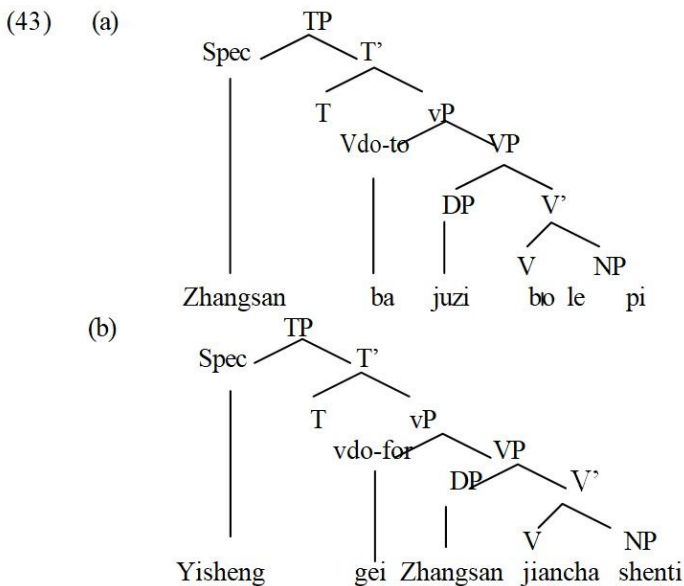 (43) (a) TP
Spec T’
T vP
Vdo-to VP
DP V’
V NP
Zhangsan ba juzi bo le pi
(b) TP
Spec T’
T vP
vdo-for VP
DP V’
V NP
Yisheng gei Zhangsan jiancha shenti